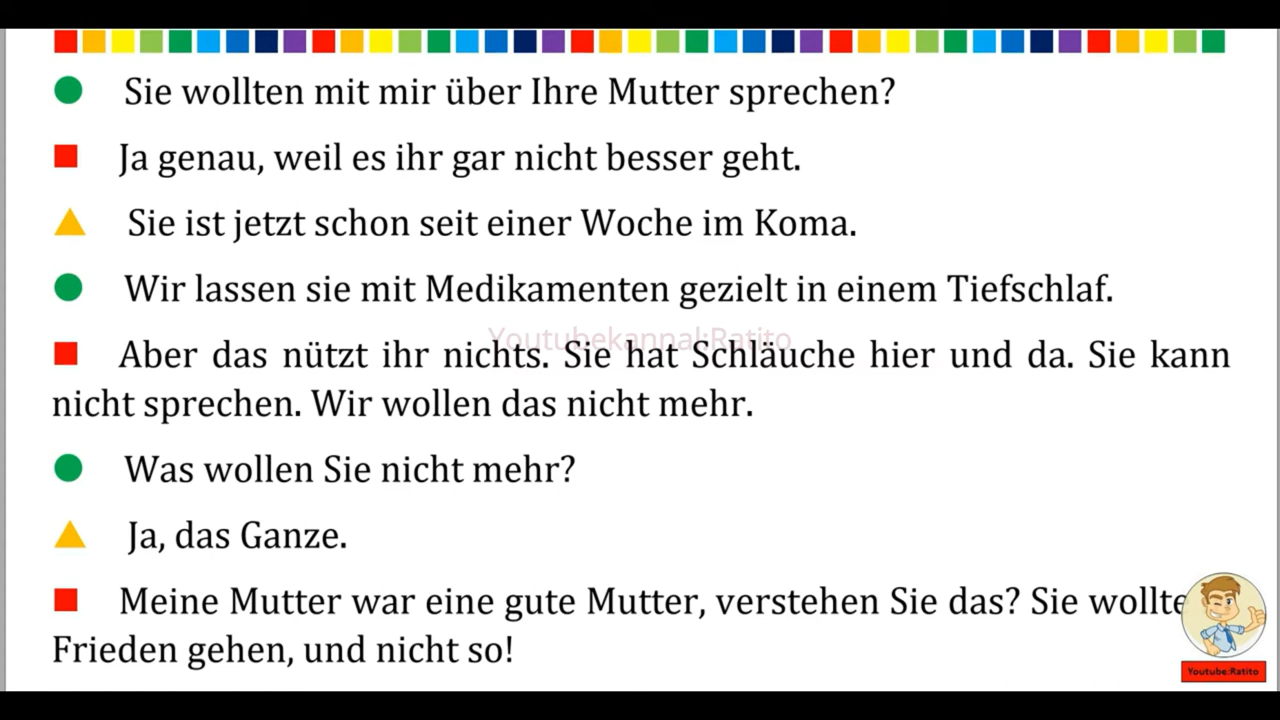 Sie wollten mit mir über Ihre Mutter sprechen?
Ja genau, weil es ihr gar nicht besser geht.
Sie ist jetzt schon seit einer Woche im Koma.
Wir lassen sie mit Medikamenten gezielt in einem Tiefschlaf.
Youtubekannal:Ratito
Aber das nützt ihr nichts. Sie hat Schläuche hier und da. Sie kann
nicht sprechen. Wir wollen das nicht mehr.
Was wollen Sie nicht mehr?
Ja, das Ganze.
Meine Mutter war eine gute Mutter, verstehen Sie das? Sie wollte
Frieden gehen, und nicht so!
Youtube:Ratito